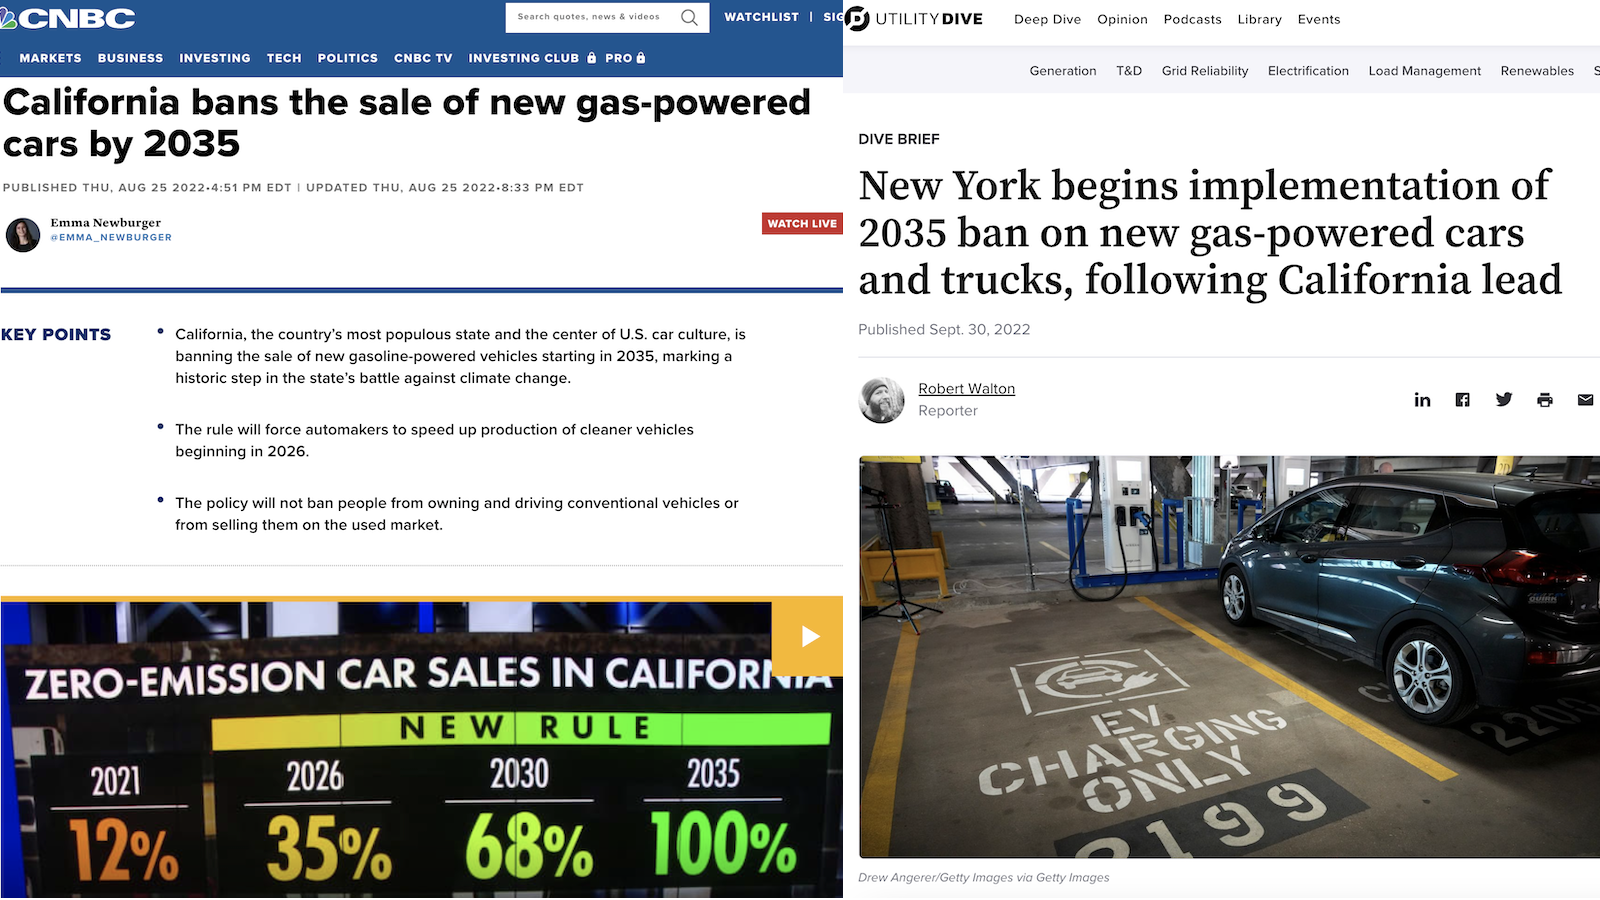 CNBC
Search quotes, news & videos
WATCHLIST |
MARKETS BUSINESS INVESTING TECH POLITICS CNBC TV INVESTING CLUB PRO
California bans the sale of new gas-powered
cars by 2035
PUBLISHED THU, AUG 25 2022•4:51 PM EDT | UPDATED THU, AUG 25 2022•8:33 PM EDT
Emma Newburger
@EMMA_NEWBURGER
WATCH LIVE
KEY POINTS
• California, the country’s most populous state and the center of U.S. car culture, is
banning the sale of new gasoline-powered vehicles starting in 2035, marking a
historic step in the state’s battle against climate change.
• The rule will force automakers to speed up production of cleaner vehicles
beginning in 2026.
• The policy will not ban people from owning and driving conventional vehicles or
from selling them on the used market.
ZERO-EMISSION CAR SALES IN CALIFORNIA
NEW RULE
2021 2026 2030 2035
12% 35% 68% 100%
UTILITY DIVE
Deep Dive Opinion Podcasts Library Events
Generation T&D Grid Reliability Electrification Load Management Renewables S
DIVE BRIEF
New York begins implementation of
2035 ban on new gas-powered cars
and trucks, following California lead
Published Sept. 30, 2022
Robert Walton
Reporter
in
EV
CHARGING
ONLY
2199
2200
Drew Angerer/Getty Images via Getty Images